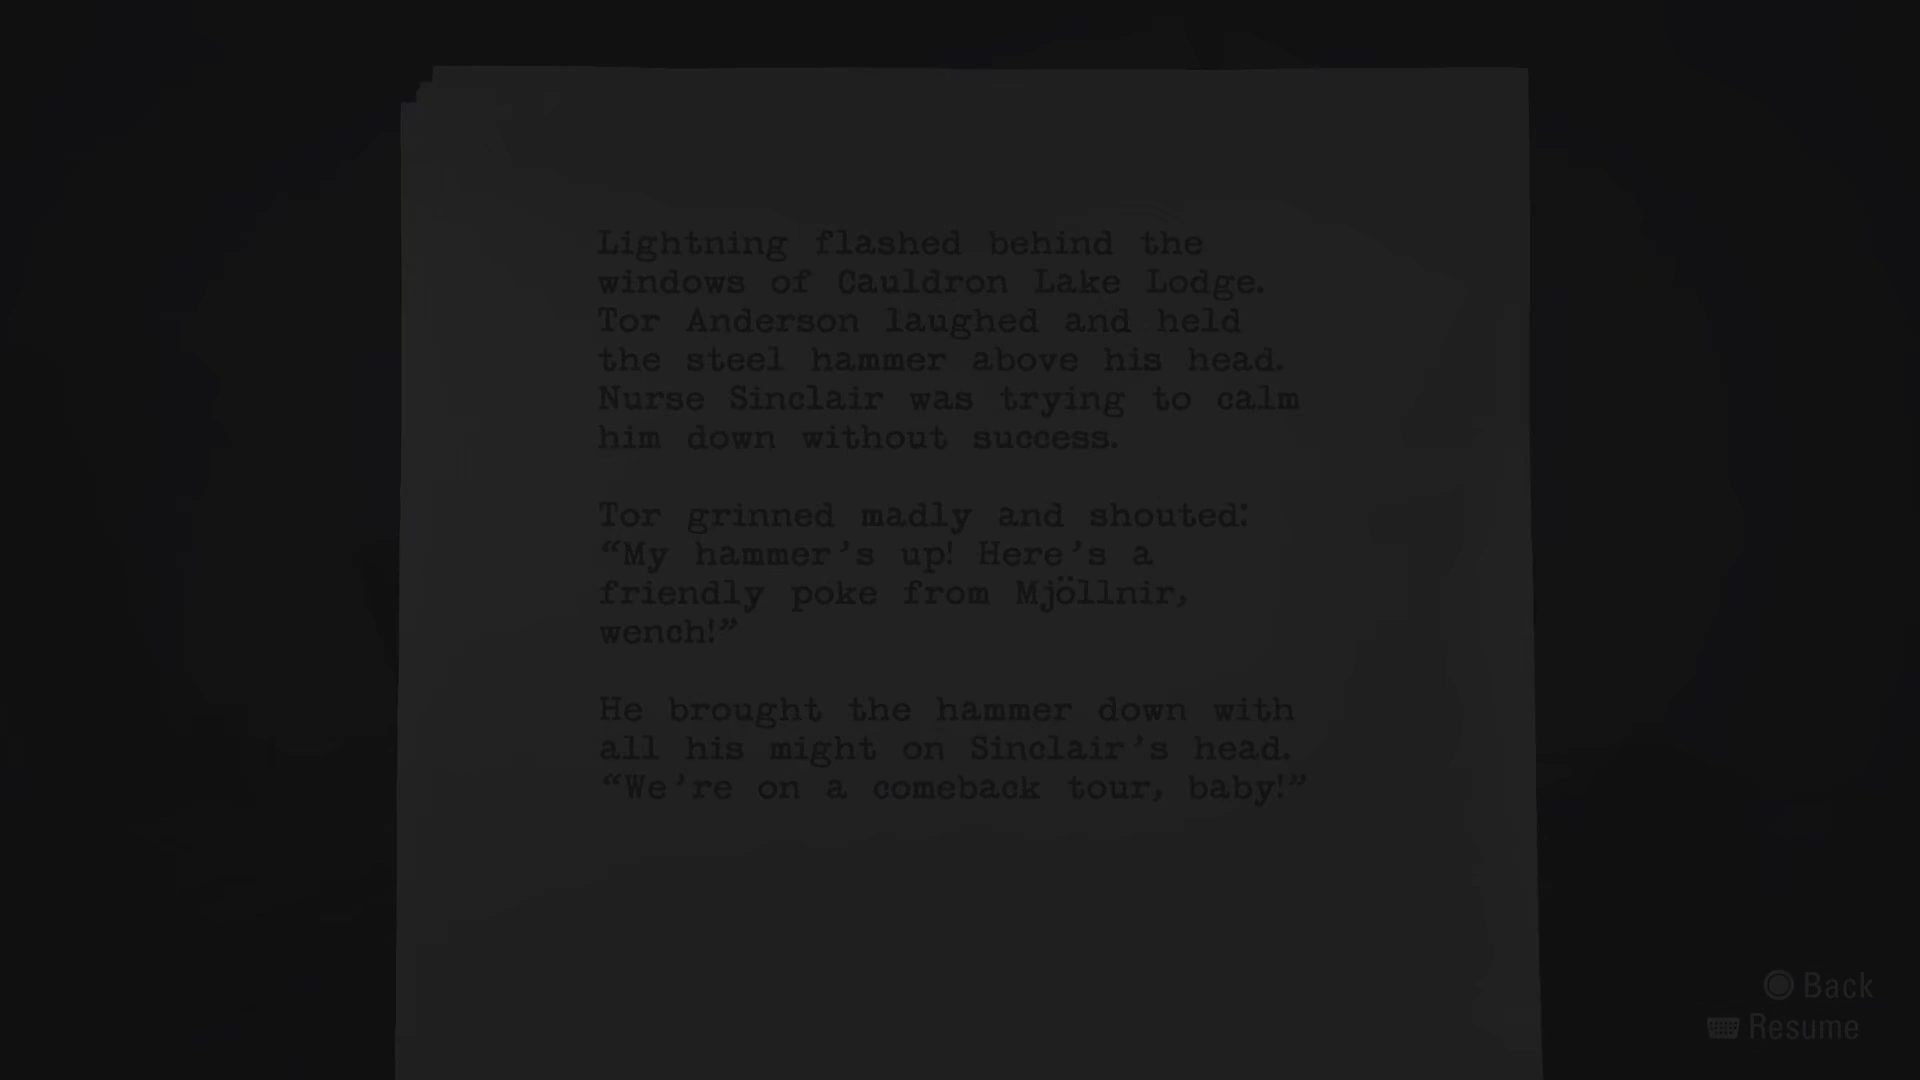 Lightning flashed behind the
windows of Cauldron Lake Lodge.
Tor Anderson laughed and held
the steel hammer above his head.
Nurse Sinclair was trying to calm
him down without success.
Tor grinned madly and shouted:
“My hammer’s up! Here’s a
friendly poke from Mjöllnir,
wench!”
He brought the hammer down with
all his might on Sinclair’s head.
“We’re on a comeback tour, baby!”
Back
Resume